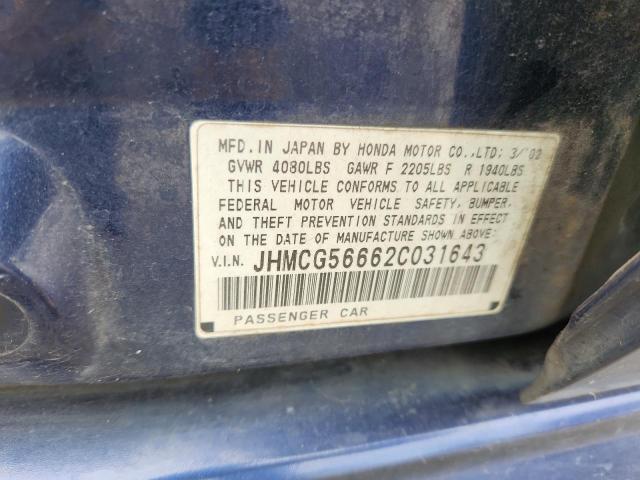 MFD. IN JAPAN BY HONDA MOTOR CO.,LTD: 3/'02
GVWR 4080LBS GAWR F 2205LBS R 1940LBS
THIS VEHICLE CONFORMS TO ALL APPLICABLE
FEDERAL MOTOR VEHICLE SAFETY, BUMPER,
AND THEFT PREVENTION STANDARDS IN EFFECT
ON THE DATE OF MANUFACTURE SHOWN ABOVE:
V.I.N. JHMCG56662C031643
PASSENGER CAR